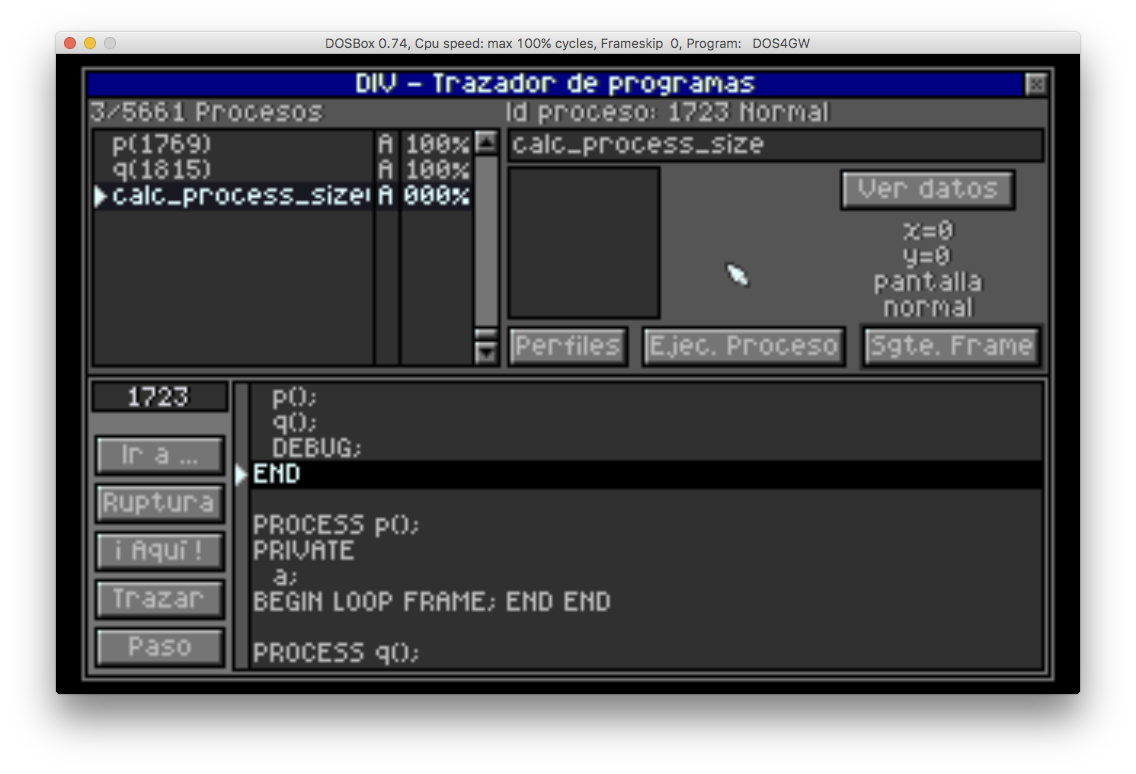 DOSBox 0.74, Cpu speed: max 100% cycles, Frameskip 0, Program: DOS4GW
DIV - Trazador de programas
3/5661 Procesos
Id proceso: 1723 Normal
p(1769) A 100%
q(1815) A 100%
calc_process_size( A 000%
calc_process_size
Ver datos
x=0
y=0
pantalla
normal
Perfiles
Ejec. Proceso
Sgte. Frame
1723
Ir a ...
Ruptura
¡ Aquí !
Trazar
Paso
p();
q();
DEBUG;
END
PROCESS p();
PRIVATE
a;
BEGIN LOOP FRAME; END END
PROCESS q();